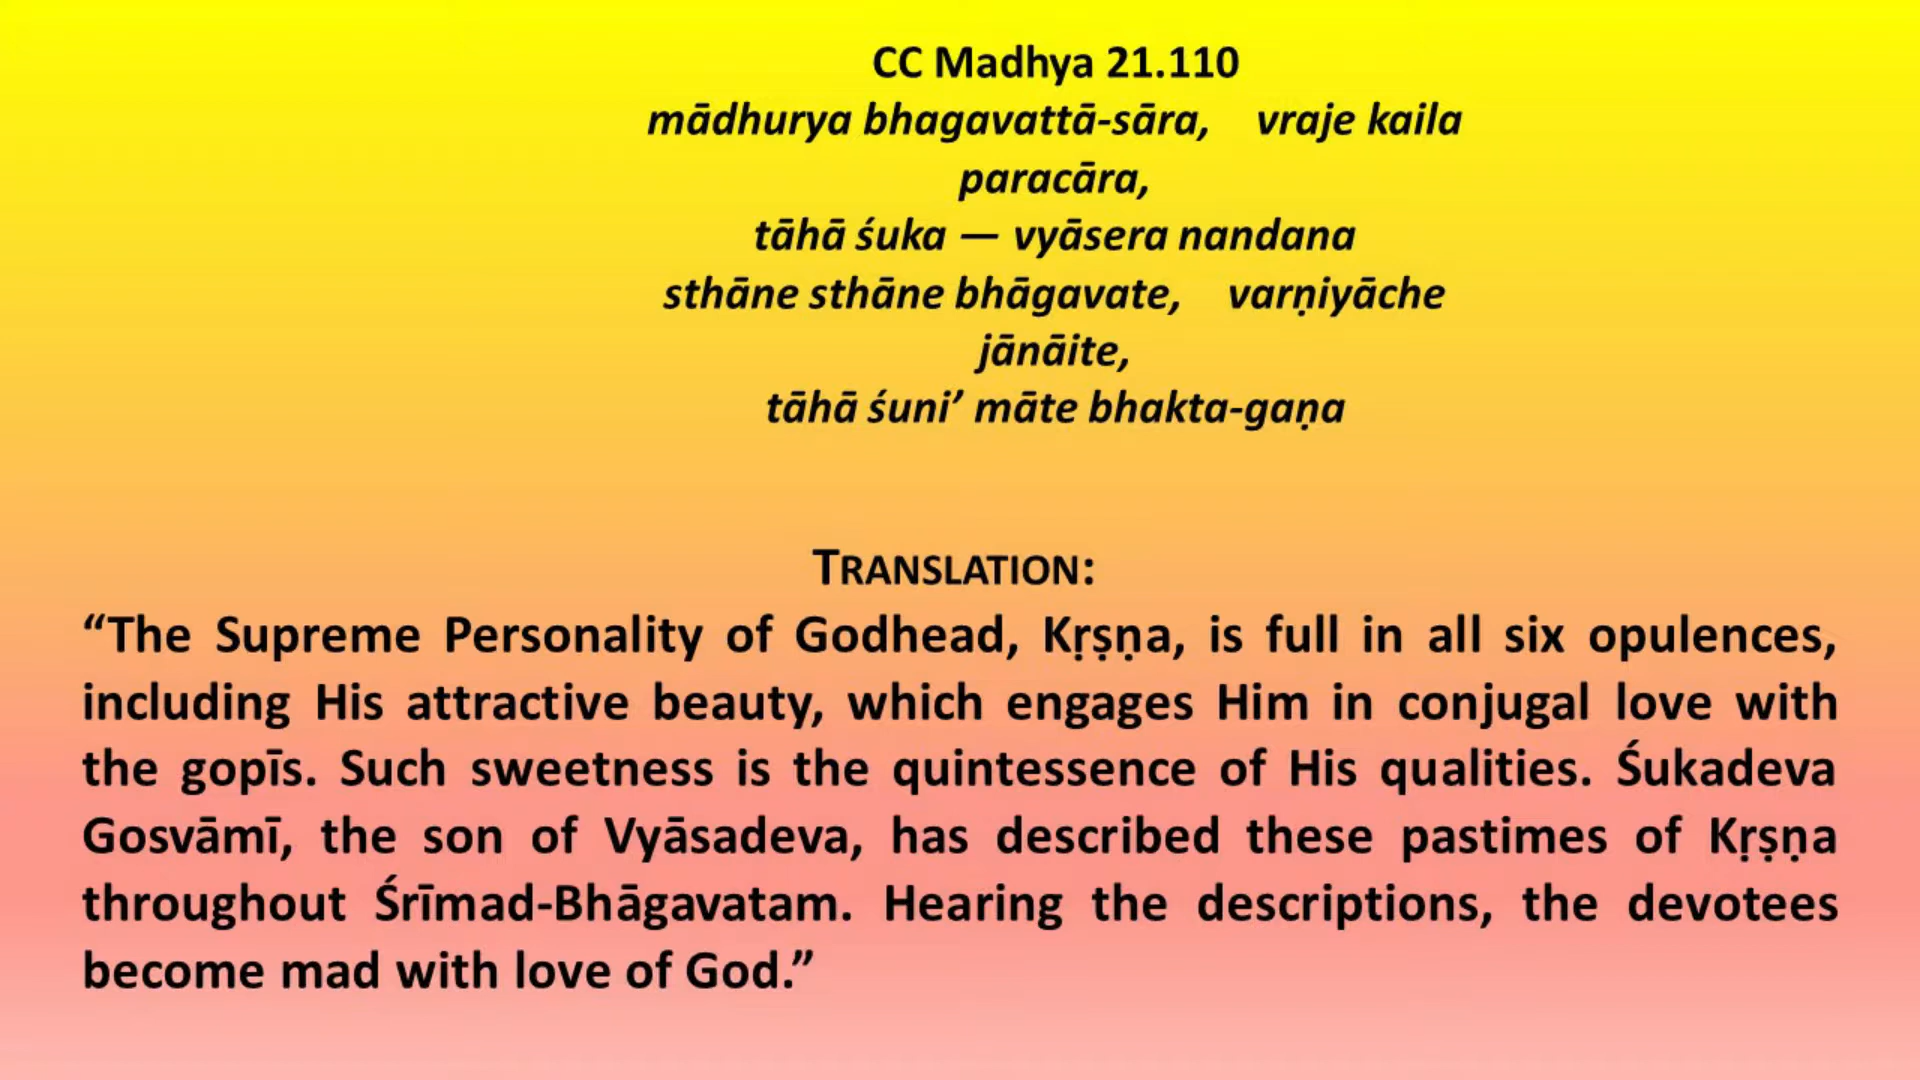 CC Madhya 21.110
mādhurya bhagavattā-sāra, vraje kaila
paracāra,
tāhā śuka — vyāsera nandana
sthāne sthāne bhāgavate, varṇiyāche
jānāite,
tāhā śuni’ māte bhakta-gaṇa
TRANSLATION:
“The Supreme Personality of Godhead, Kṛṣṇa, is full in all six opulences,
including His attractive beauty, which engages Him in conjugal love with
the gopīs. Such sweetness is the quintessence of His qualities. Śukadeva
Gosvāmī, the son of Vyāsadeva, has described these pastimes of Kṛṣṇa
throughout Śrīmad-Bhāgavatam. Hearing the descriptions, the devotees
become mad with love of God.”